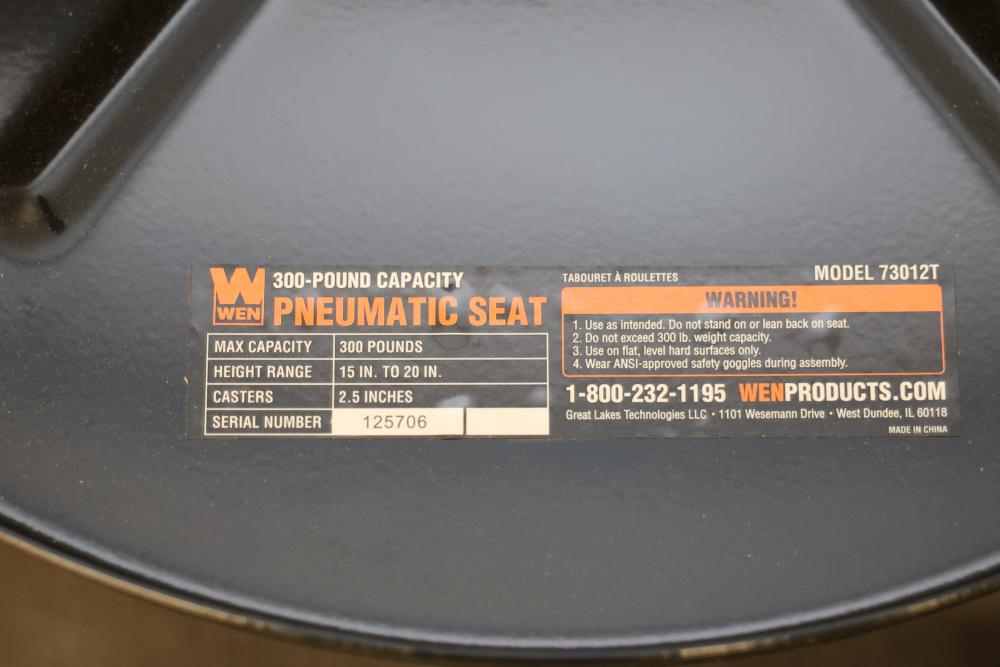 WEN
300-POUND CAPACITY
PNEUMATIC SEAT
MAX CAPACITY 300 POUNDS
HEIGHT RANGE 15 IN. TO 20 IN.
CASTERS 2.5 INCHES
SERIAL NUMBER 125706
TABOURET À ROULETTES
MODEL 73012T
WARNING!
1. Use as intended. Do not stand on or lean back on seat.
2. Do not exceed 300 lb. weight capacity.
3. Use on flat, level hard surfaces only.
4. Wear ANSI-approved safety goggles during assembly.
1-800-232-1195 WENPRODUCTS.COM
Great Lakes Technologies LLC • 1101 Wesemann Drive • West Dundee, IL 60118
MADE IN CHINA